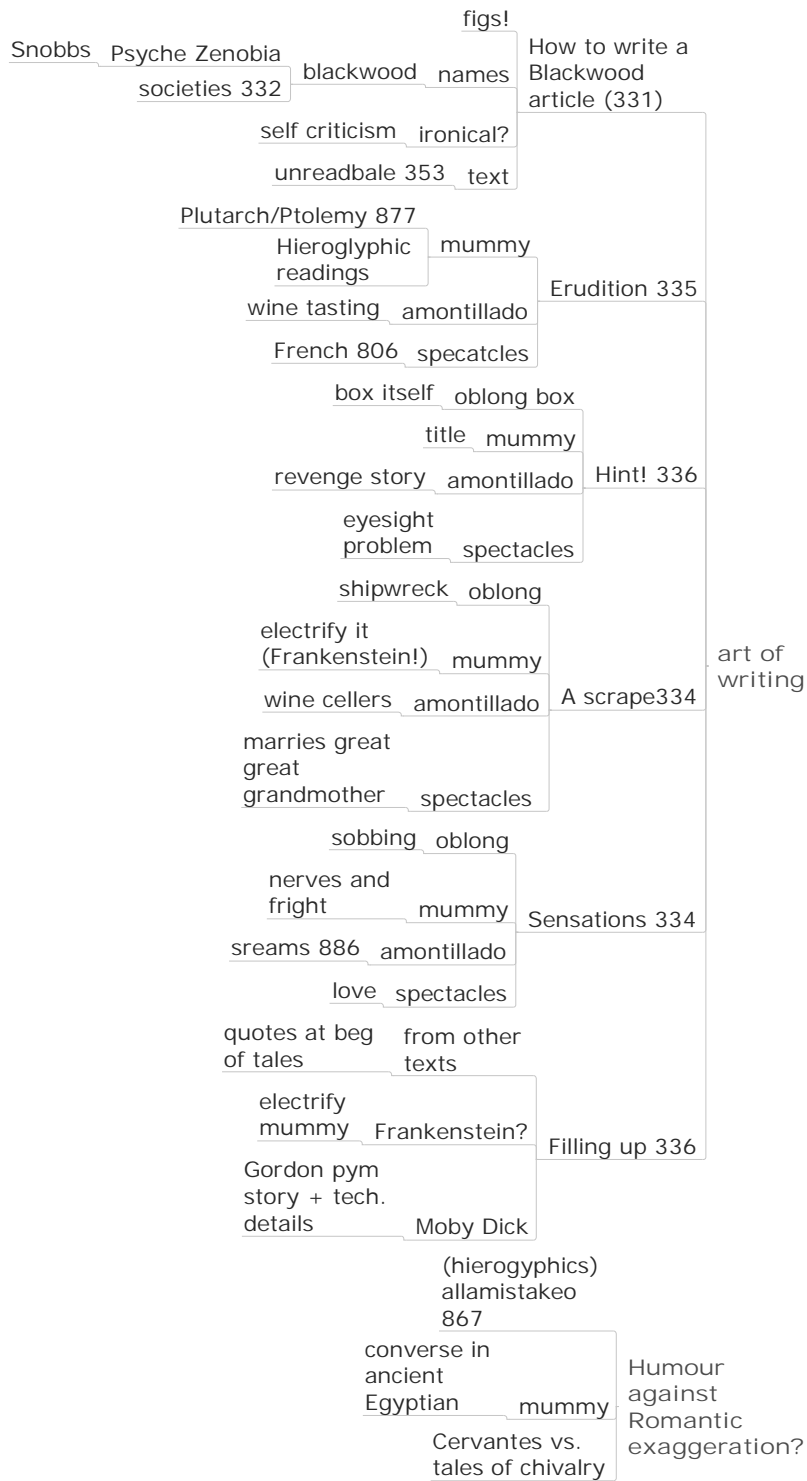 figs!
How to write a
Blackwood
article (331)
Snobbs
Psyche Zenobia
societies 332
blackwood
names
self criticism
ironical?
unreadbale 353
text
Plutarch/Ptolemy 877
Hieroglyphic
readings
mummy
Erudition 335
wine tasting
amontillado
French 806
specatcles
box itself
oblong box
title
mummy
Hint! 336
revenge story
amontillado
eyesight
problem
spectacles
shipwreck
oblong
electrify it
(Frankenstein!)
mummy
art of
writing
A scrape334
wine cellers
amontillado
marries great
great
grandmother
spectacles
sobbing
oblong
nerves and
fright
mummy
Sensations 334
sreams 886
amontillado
love
spectacles
quotes at beg
of tales
from other
texts
electrify
mummy
Frankenstein?
Filling up 336
Gordon pym
story + tech.
details
Moby Dick
(hierogyphics)
allamistakeo
867
converse in
ancient
Egyptian
mummy
Humour
against
Romantic
exaggeration?
Cervantes vs.
tales of chivalry